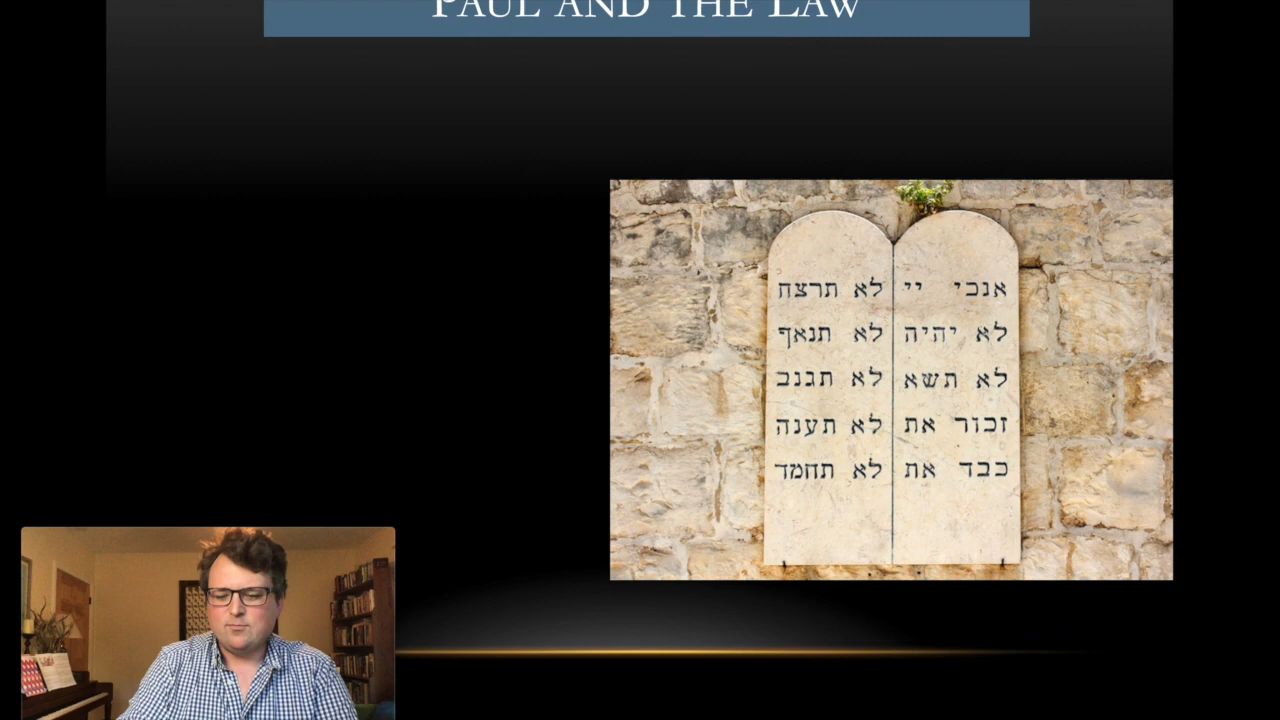 Paul and the Law
אנכי יי
לא יהיה
לא תשא
זכור את
כבד את
לא תרצח
לא תנאף
לא תגנב
לא תענה
לא תחמד